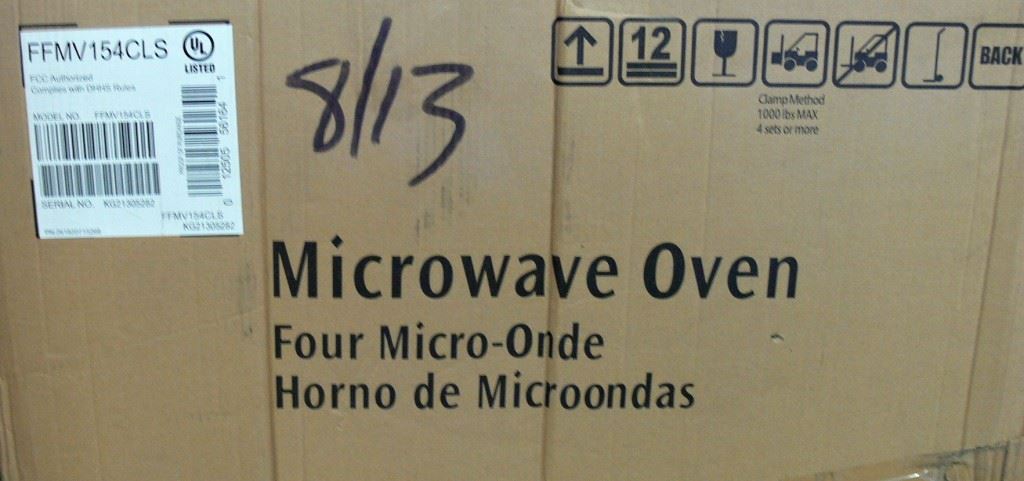 FFMV154CLS
UL
LISTED
FCC Authorized
Complies with DHHS Rules
MODEL NO. FFMV154CLS
SERIAL NO. KG21305282
FFMV154CLS
KG21305282
8/13
12
BACK
Clamp Method
1000 lbs MAX
4 sets or more
Microwave Oven
Four Micro-Onde
Horno de Microondas